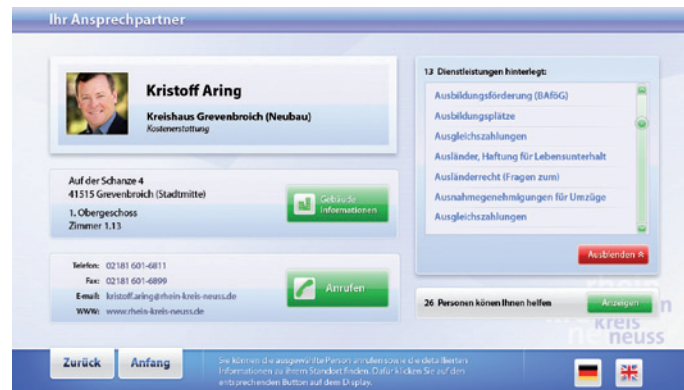 Ihr Ansprechpartner
Kristoff Aring
Kreishaus Grevenbroich (Neubau)
Kostenerstattung
Auf der Schanze 4
41515 Grevenbroich (Stadtmitte)
1. Obergeschoss
Zimmer 1.13
Gebäude
Informationen
Telefon: 02181 601-6811
Fax: 02181 601-6899
E-mail: kristoff.aring@rhein-kreis-neuss.de
WWW: www.rheis-kreis-neuss.de
Anrufen
13 Dienstleistungen hinterlegt:
Ausbildungsförderung (BAföG)
Ausbildungsplätze
Ausgleichszahlungen
Ausländer, Haftung für Lebensunterhalt
Ausländerrecht (Fragen zum)
Ausnahmegenehmigungen für Umzüge
Ausgleichszahlungen
Ausblenden
26 Personen könen Ihnen helfen
Anzeigen
rhein
kreis
neuss
Zurück
Anfang
Sie können die ausgewählte Person anrufen sowie die detaillierten
Informationen zu ihrem Standort finden. Dafür klicken Sie auf den
entsprechenden Button auf dem Display.